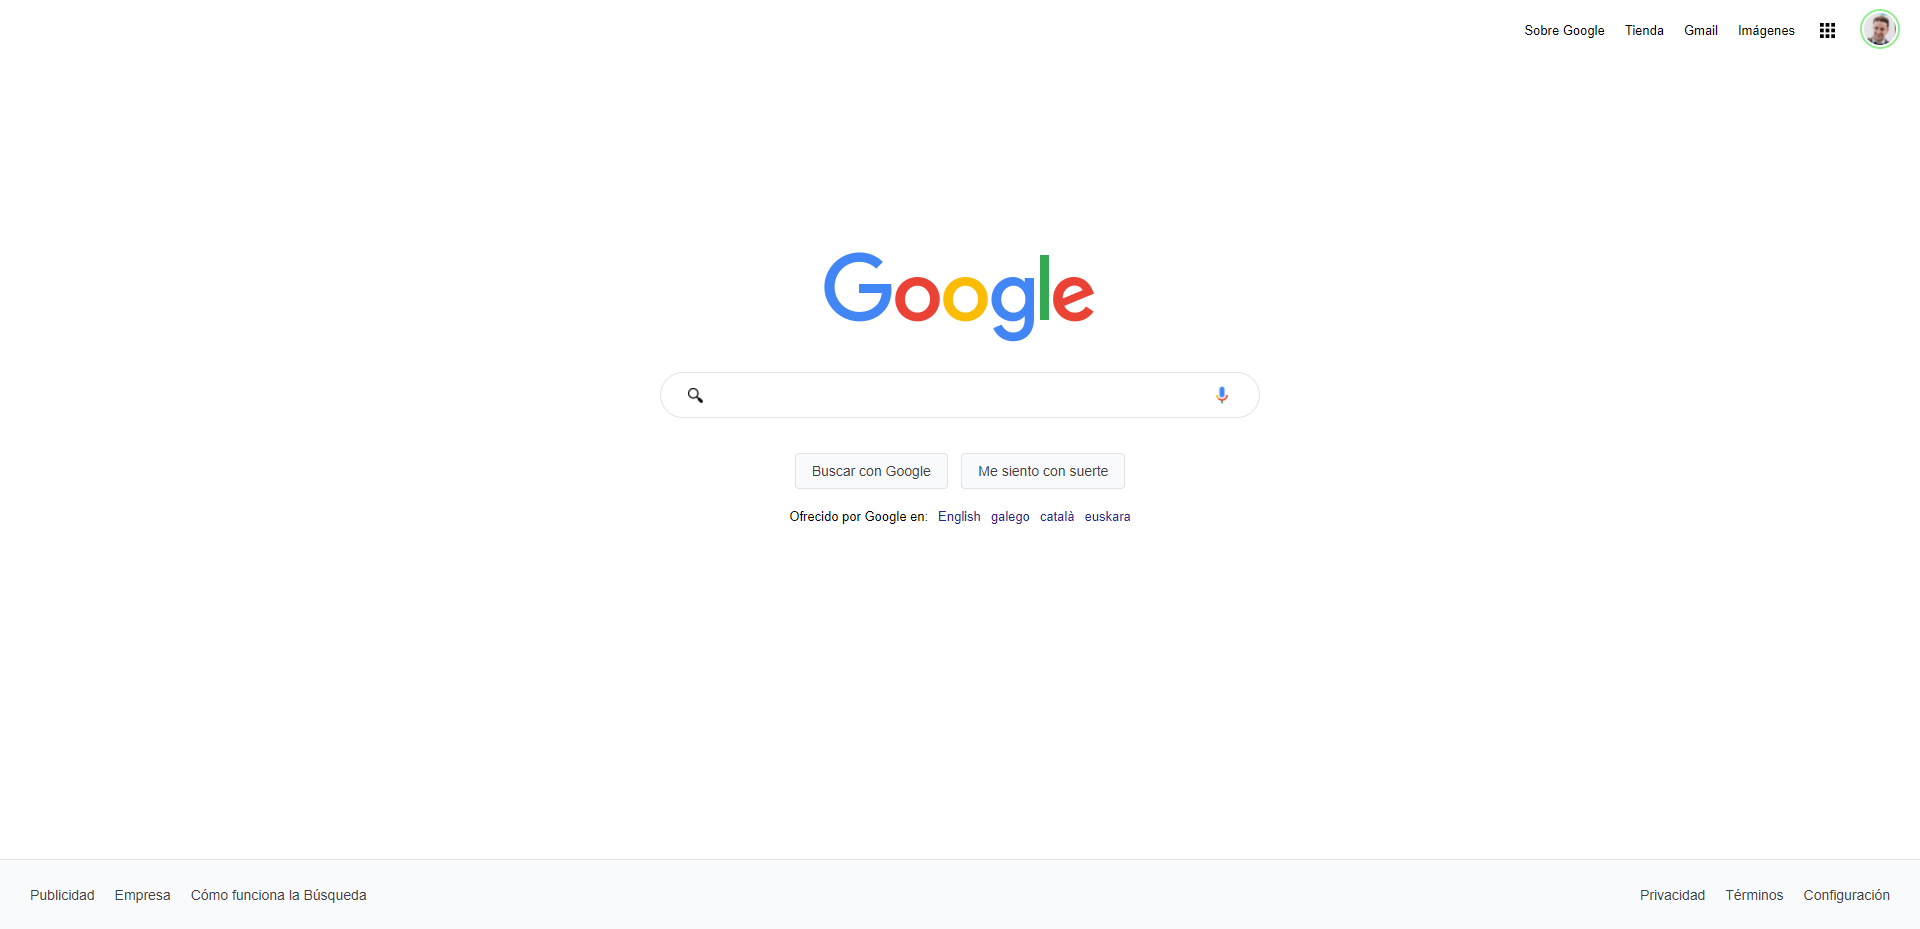 Sobre Google Tienda Gmail Imágenes
Google
Buscar con Google Me siento con suerte
Ofrecido por Google en: English galego català euskara
Publicidad Empresa Cómo funciona la Búsqueda Privacidad Términos Configuración